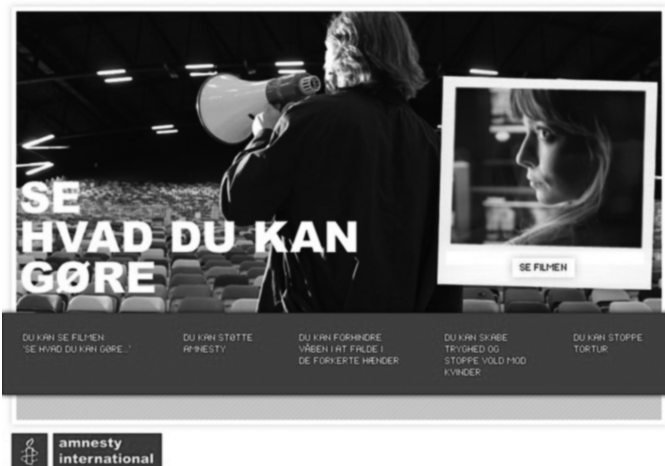 SE
HVAD DU KAN
GØRE
SE FILMEN
DU KAN SE FILMEN
"SE HVAD DU KAN GØRE..."
DU KAN STØTTE
AMNESTY
DU KAN FORHINDRE
VÅBEN I AT FALDE I
DE FORKERTE HÆNDER
DU KAN SKABE
TRYGHED OG
STOPPE VOLD MOD
KVINDER
DU KAN STOPPE
TORTUR
amnesty
international